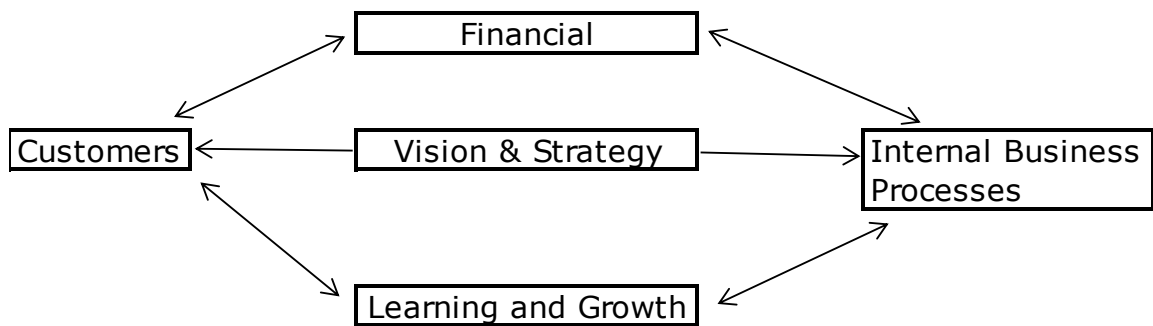 Financial
Customers
Vision & Strategy
Internal Business
Processes
Learning and Growth